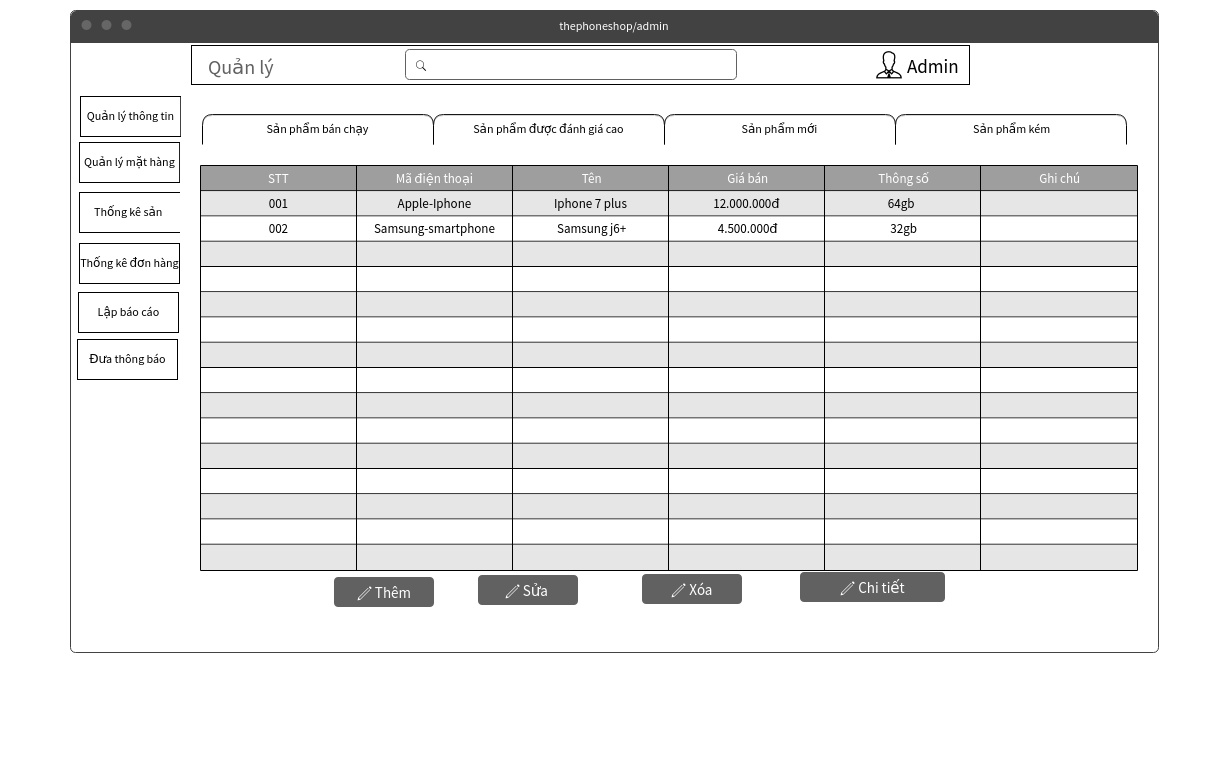 thephoneshop/admin
Quản lý
Admin
Quản lý thông tin
Quản lý mặt hàng
Thống kê sản
Thống kê đơn hàng
Lập báo cáo
Đưa thông báo
Sản phẩm bán chạy
Sản phẩm được đánh giá cao
Sản phẩm mới
Sản phẩm kém
STT Mã điện thoại Tên Giá bán Thông số Ghi chú
001 Apple-Iphone Iphone 7 plus 12.000.000đ 64gb
002 Samsung-smartphone Samsung j6+ 4.500.000đ 32gb
Thêm
Sửa
Xóa
Chi tiết